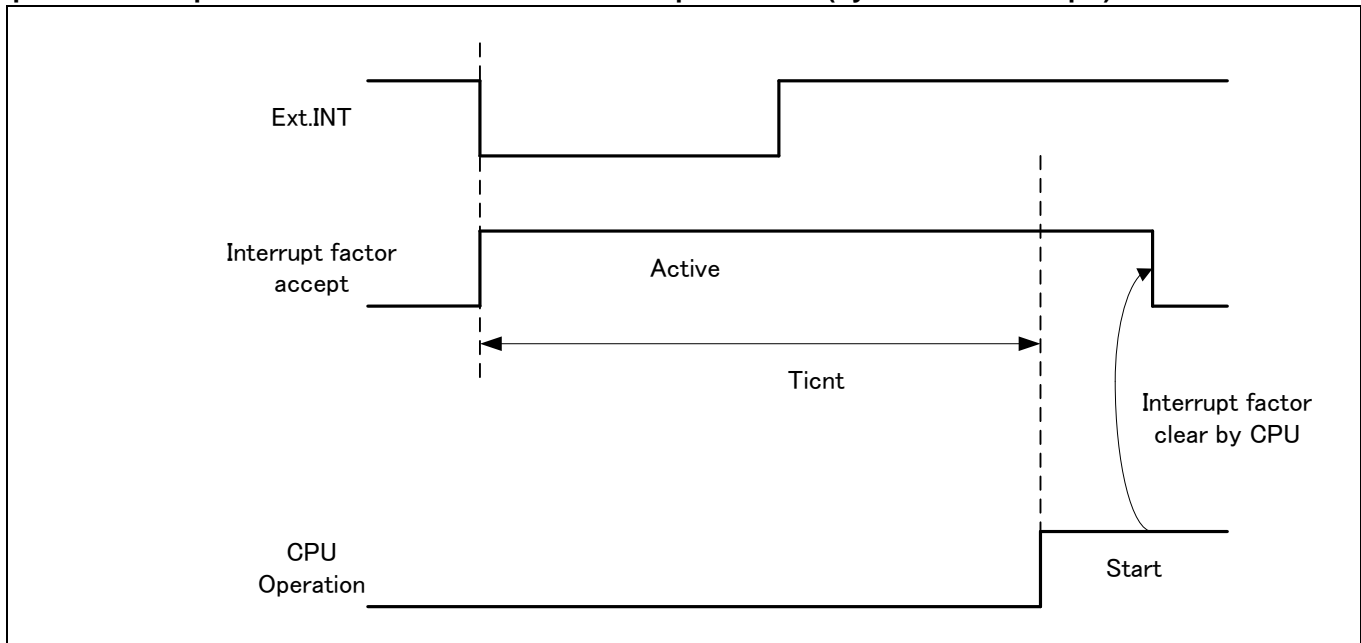 Ext.INT
Interrupt factor
accept
Active
Ticnt
Interrupt factor
clear by CPU
CPU
Operation
Start